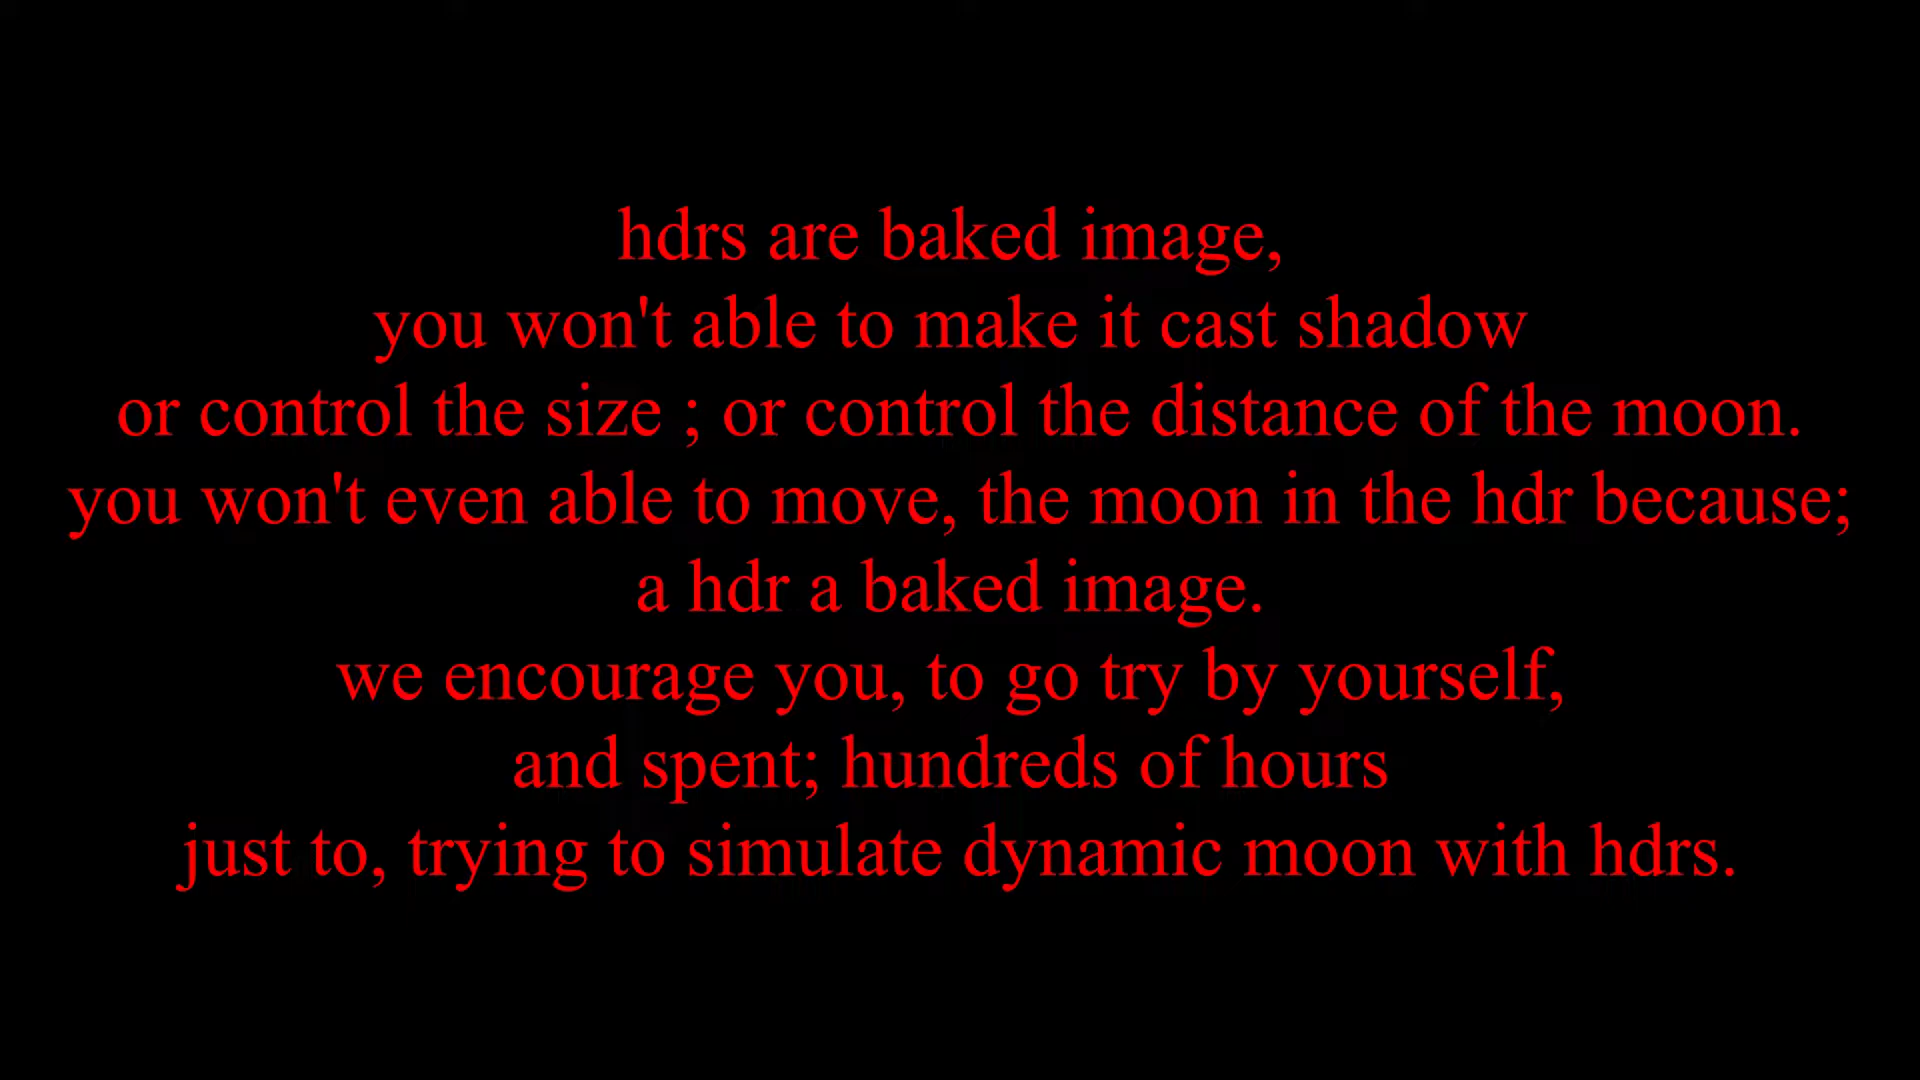 hdrs are baked image,
you won't able to make it cast shadow
or control the size ; or control the distance of the moon.
you won't even able to move, the moon in the hdr because;
a hdr a baked image.
we encourage you, to go try by yourself,
and spent; hundreds of hours
just to, trying to simulate dynamic moon with hdrs.